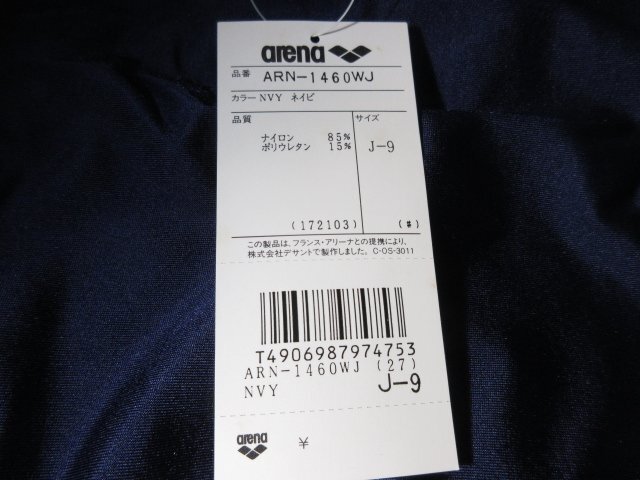 arena
品番 ARN-1460WJ
カラー NVY ネイビ
品質 サイズ
ナイロン 85%
ポリウレタン 15%
J-9
(172103) (#)
この製品は、フランス・アリーナとの提携により、
株式会社デサントで製作しました。C-OS-3011
T4906987974753
ARN-1460WJ (27)
NVY J-9
arena ¥